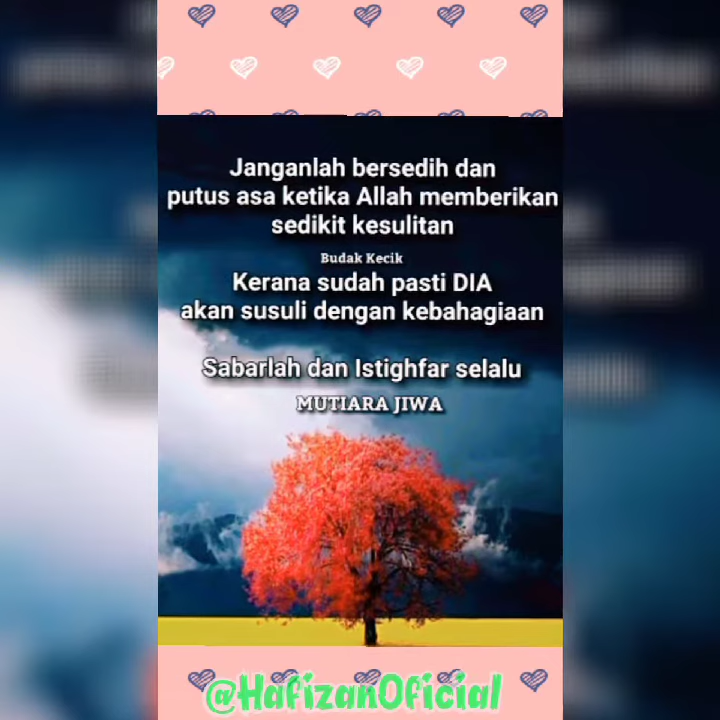 Janganlah bersedih dan
putus asa ketika Allah memberikan
sedikit kesulitan
Budak Kecik
Kerana sudah pasti DIA
akan susuli dengan kebahagiaan
Sabarlah dan Istighfar selalu
MUTIARA JIWA
@HafizanOficial